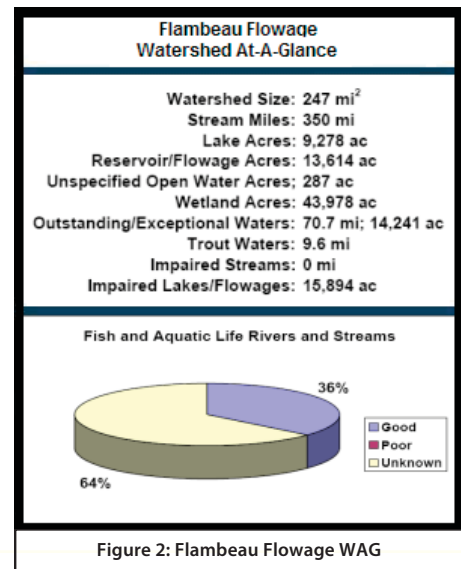 Flambeau Flowage
Watershed At-A-Glance
Watershed Size: 247 mi²
Stream Miles: 350 mi
Lake Acres: 9,278 ac
Reservoir/Flowage Acres: 13,614 ac
Unspecified Open Water Acres; 287 ac
Wetland Acres: 43,978 ac
Outstanding/Exceptional Waters: 70.7 mi; 14,241 ac
Trout Waters: 9.6 mi
Impaired Streams: 0 mi
Impaired Lakes/Flowages: 15,894 ac
Fish and Aquatic Life Rivers and Streams
36%
Good
Poor
Unknown
64%
Figure 2: Flambeau Flowage WAG